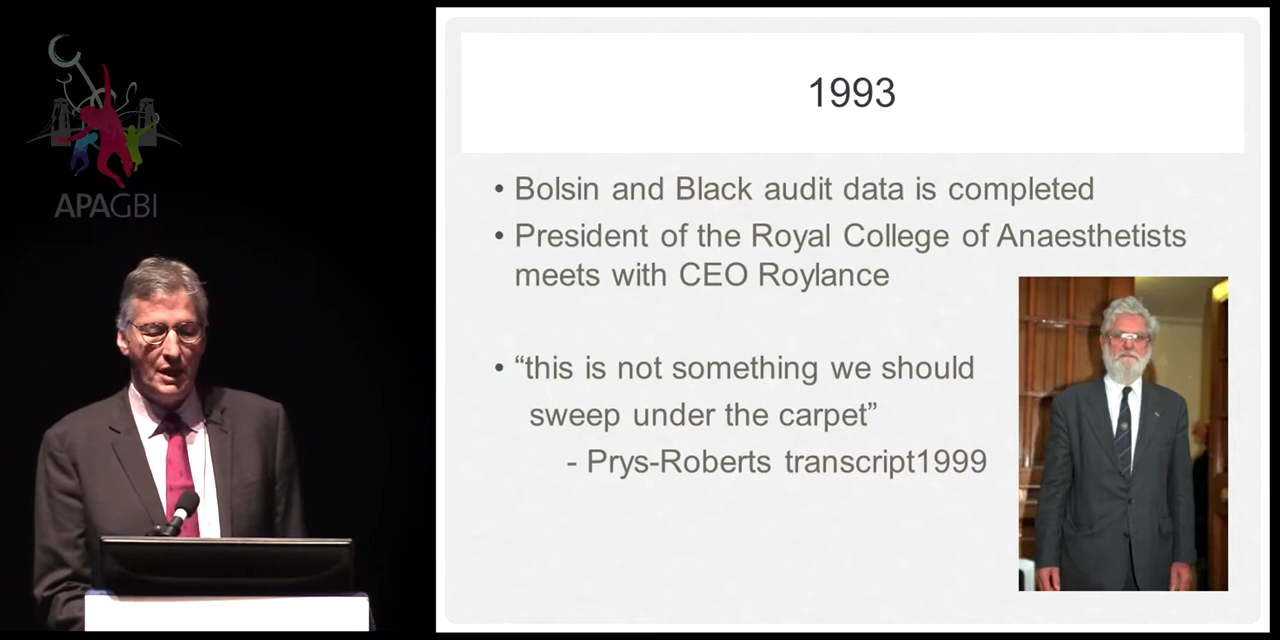 APAGBI
1993
• Bolsin and Black audit data is completed
• President of the Royal College of Anaesthetists
meets with CEO Roylance
• “this is not something we should
sweep under the carpet”
- Prys-Roberts transcript1999